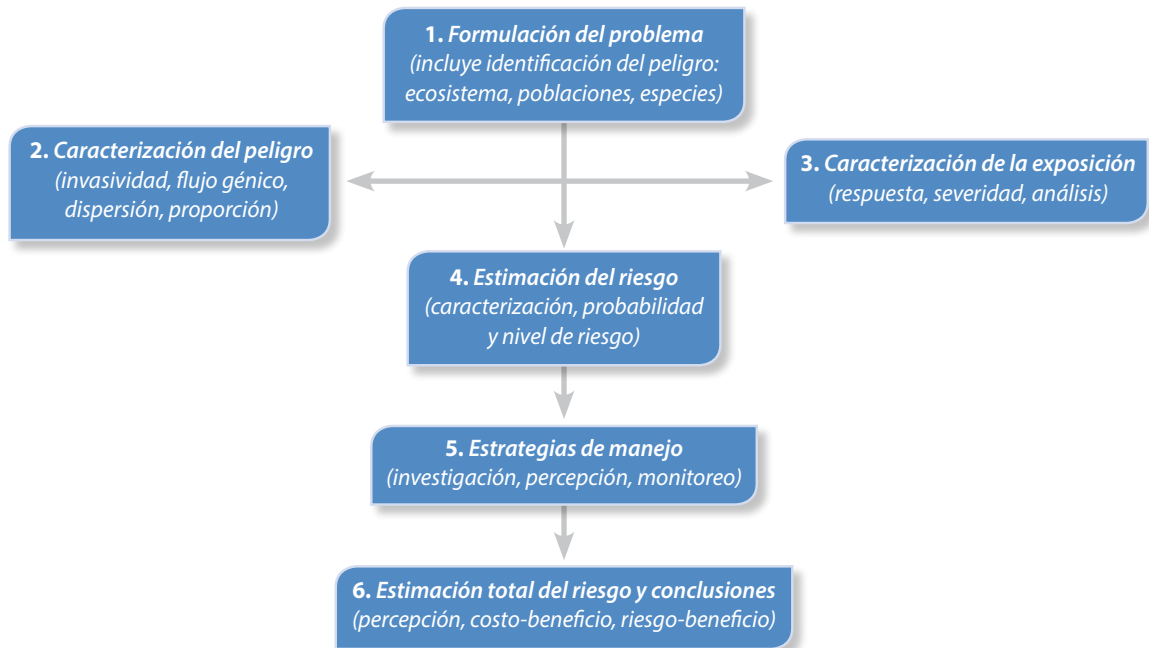 1. Formulación del problema
(incluye identificación del peligro:
ecosistema, poblaciones, especies)
2. Caracterización del peligro
(invasividad, flujo génico,
dispersión, proporción)
3. Caracterización de la exposición
(respuesta, severidad, análisis)
4. Estimación del riesgo
(caracterización, probabilidad
y nivel de riesgo)
5. Estrategias de manejo
(investigación, percepción, monitoreo)
6. Estimación total del riesgo y conclusiones
(percepción, costo-beneficio, riesgo-beneficio)